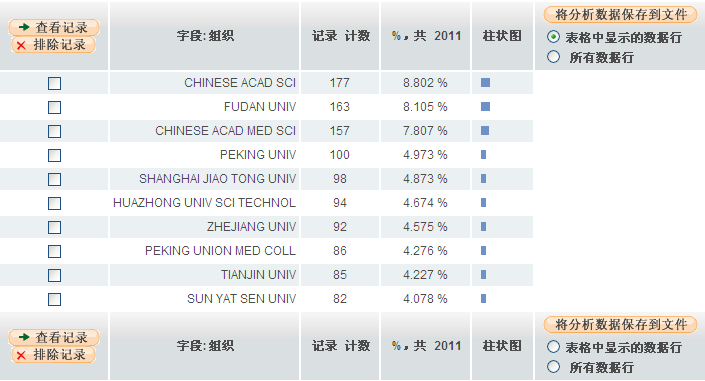 查看记录
排除记录
字段:组织
记录 计数
%, 共 2011
柱状图
将分析数据保存到文件
表格中显示的数据行
所有数据行
CHINESE ACAD SCI 177 8.802 %
FUDAN UNIV 163 8.105 %
CHINESE ACAD MED SCI 157 7.807 %
PEKING UNIV 100 4.973 %
SHANGHAI JIAO TONG UNIV 98 4.873 %
HUAZHONG UNIV SCI TECHNOL 94 4.674 %
ZHEJIANG UNIV 92 4.575 %
PEKING UNION MED COLL 86 4.276 %
TIANJIN UNIV 85 4.227 %
SUN YAT SEN UNIV 82 4.078 %
查看记录
排除记录
字段:组织
记录 计数
%, 共 2011
柱状图
将分析数据保存到文件
表格中显示的数据行
所有数据行